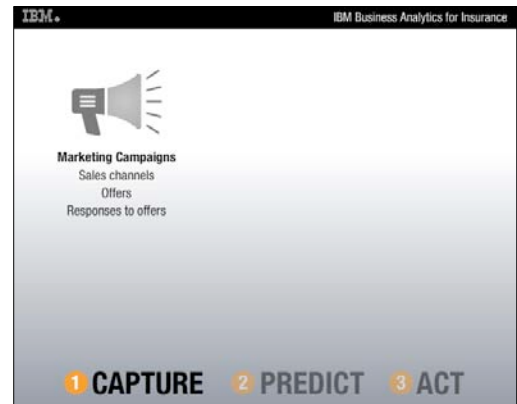 IBM.
IBM Business Analytics for Insurance
Marketing Campaigns
Sales channels
Offers
Responses to offers
1 CAPTURE 2 PREDICT 3 ACT